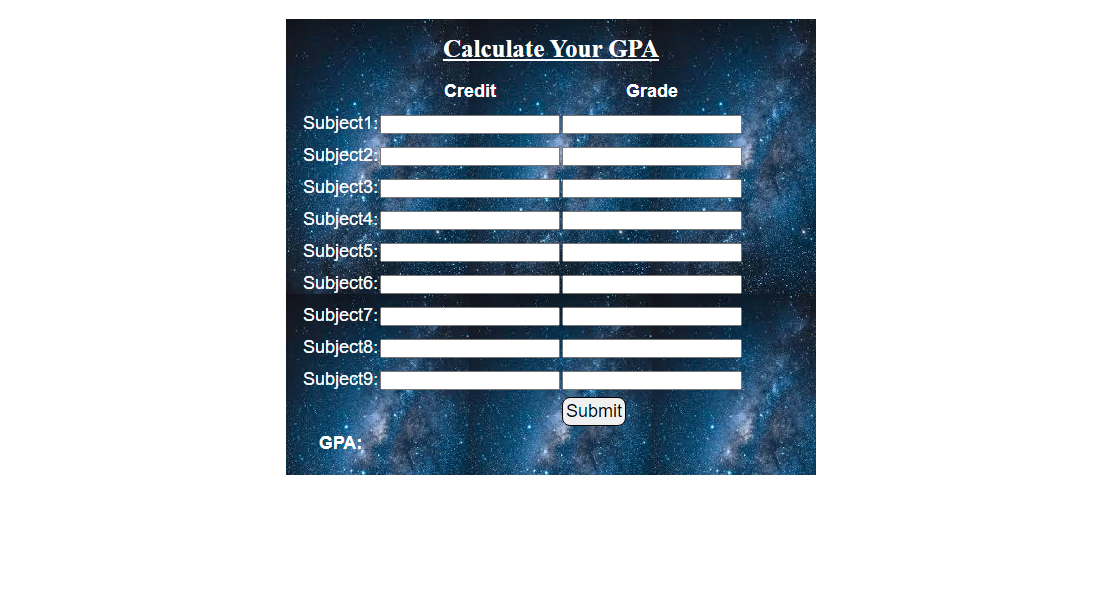 Calculate Your GPA
Credit Grade
Subject1:
Subject2:
Subject3:
Subject4:
Subject5:
Subject6:
Subject7:
Subject8:
Subject9:
Submit
GPA: